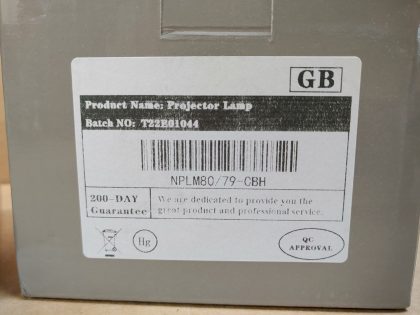 GB
Product Name: Projector Lamp
Batch NO: T22E01044
NPLM80/79-CBH
200-DAY
Guarantee
We are dedicated to provide you the
great product and professional service.
Hg
QC
APPROVAL